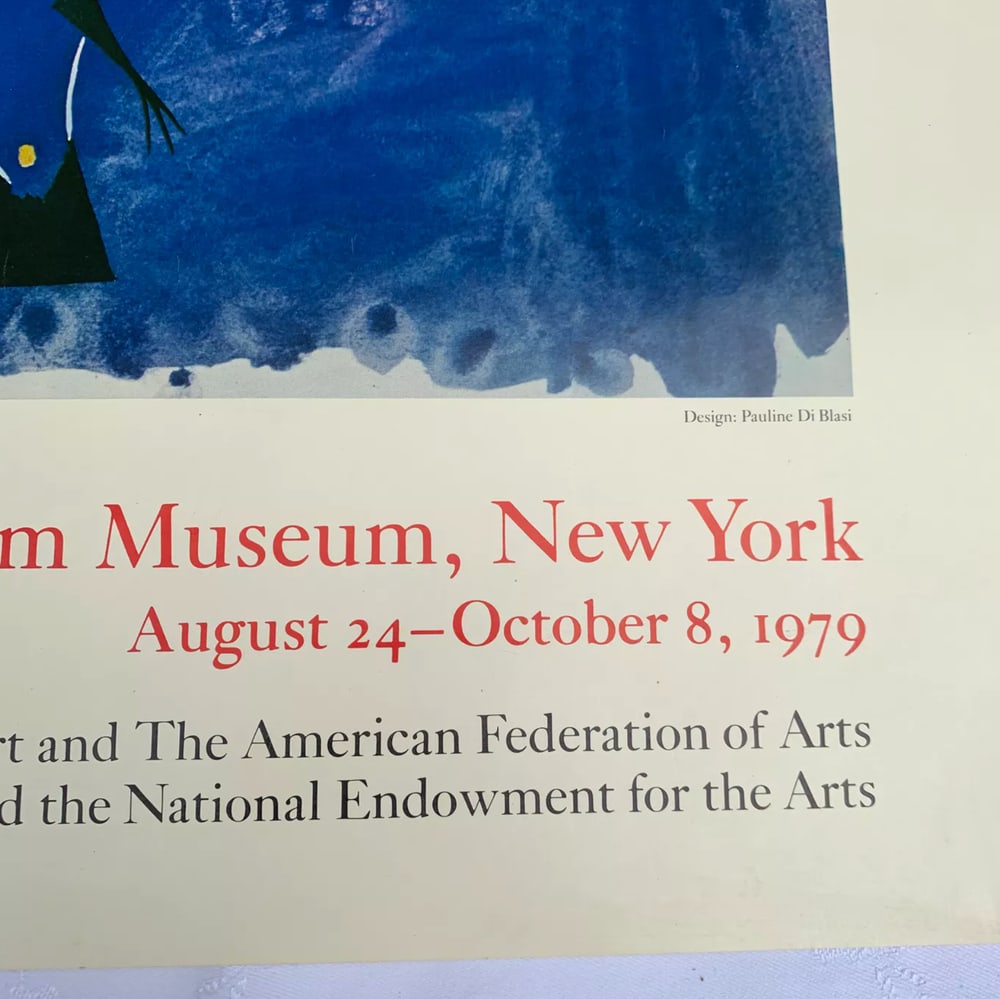 Design: Pauline Di Blasi
m Museum, New York
August 24–October 8, 1979
rt and The American Federation of Arts
d the National Endowment for the Arts